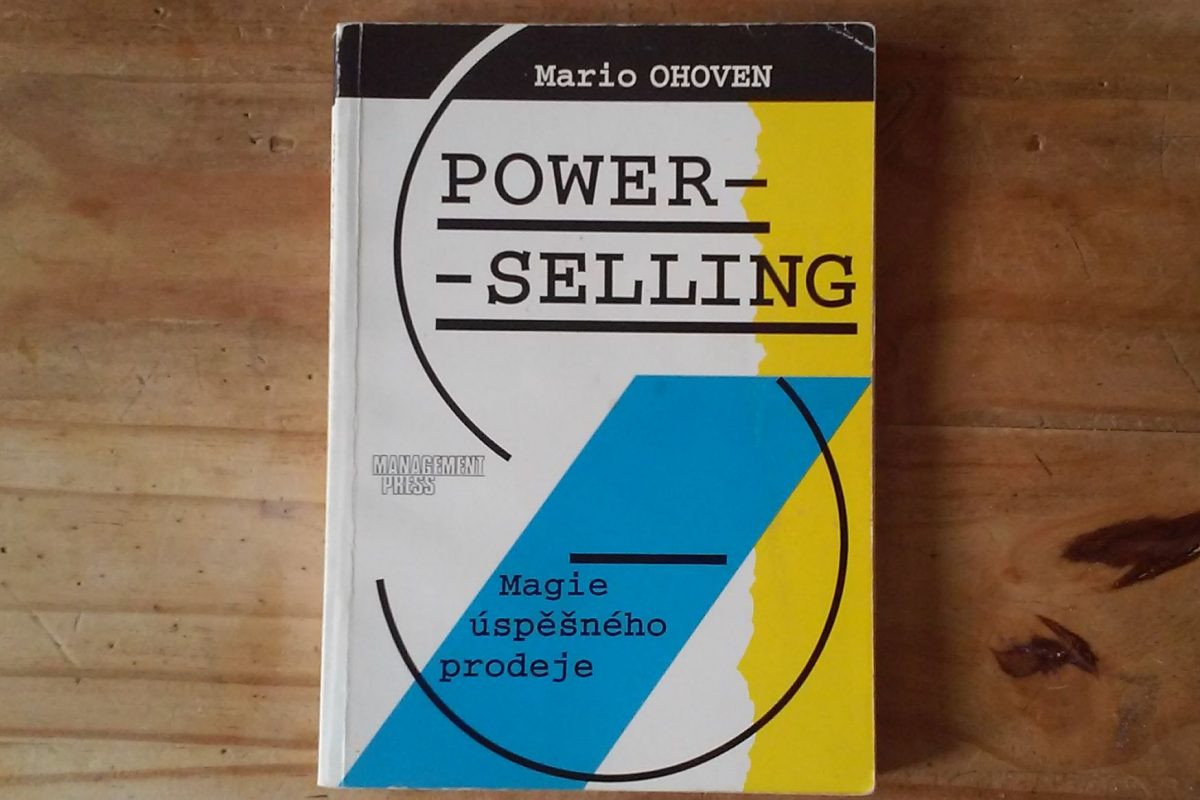 Mario OHOVEN
POWER-
-SELLING
MANAGEMENT
PRESS
Magie
úspěšného
prodeje